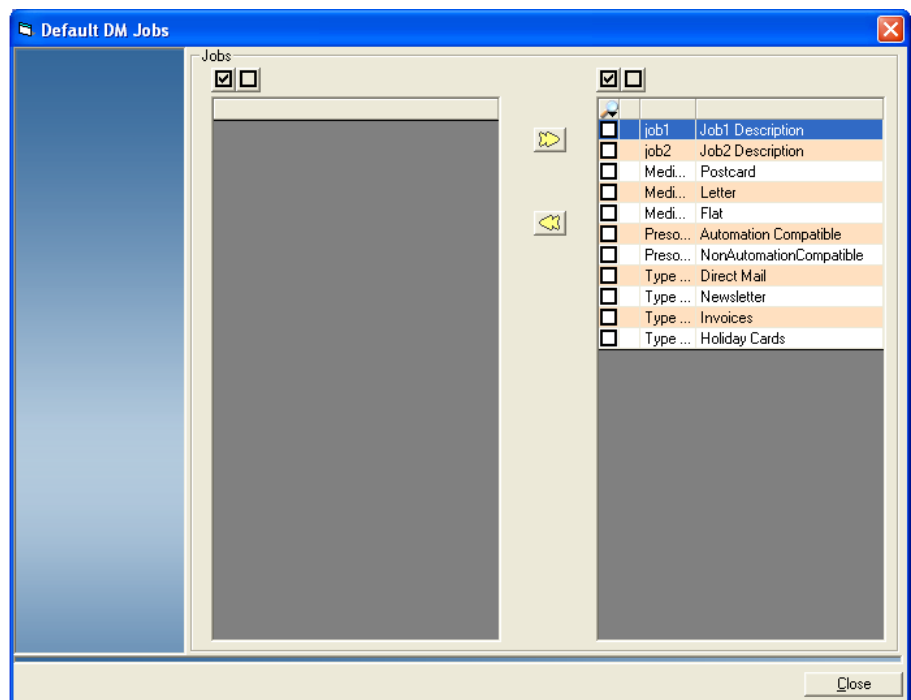 Default DM Jobs
Jobs
job1 Job1 Description
job2 Job2 Description
Medi... Postcard
Medi... Letter
Medi... Flat
Preso... Automation Compatible
Preso... NonAutomationCompatible
Type ... Direct Mail
Type ... Newsletter
Type ... Invoices
Type ... Holiday Cards
Close